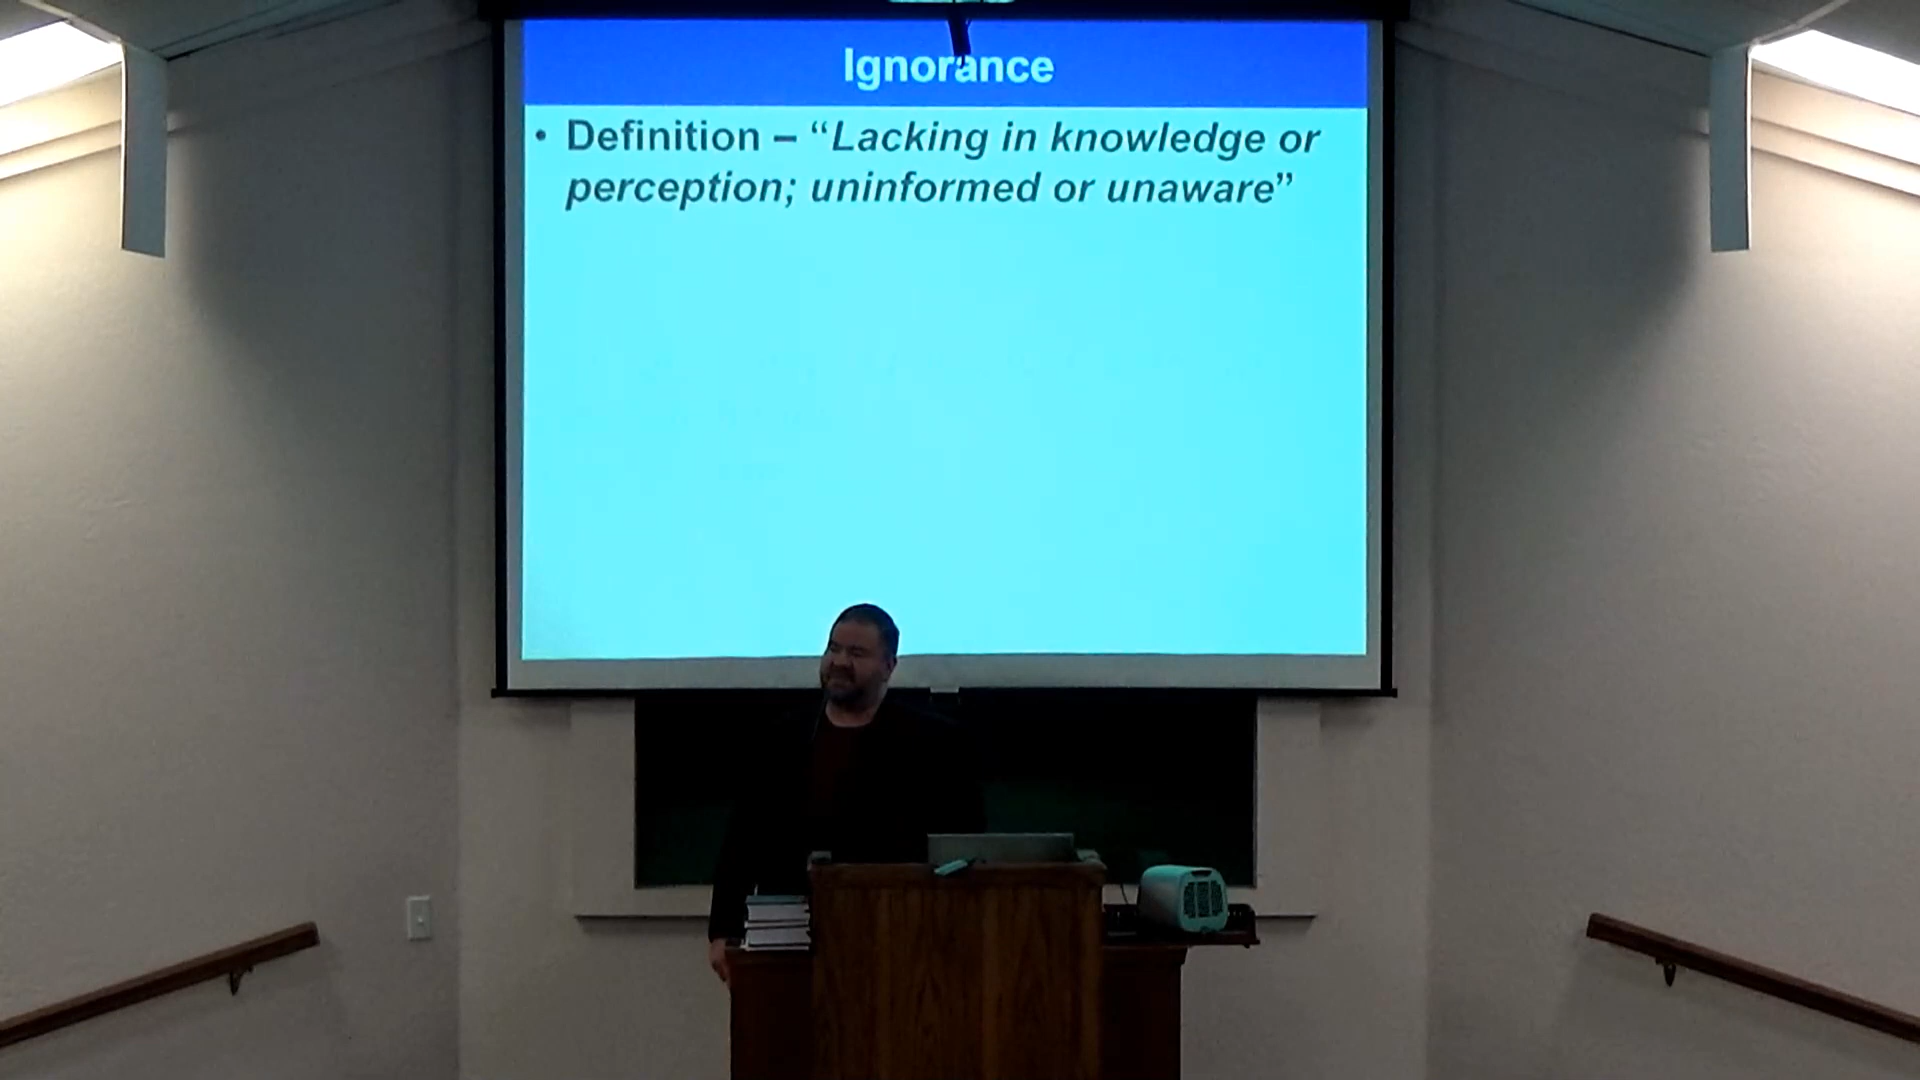 Ignorance
• Definition – “Lacking in knowledge or
perception; uninformed or unaware”